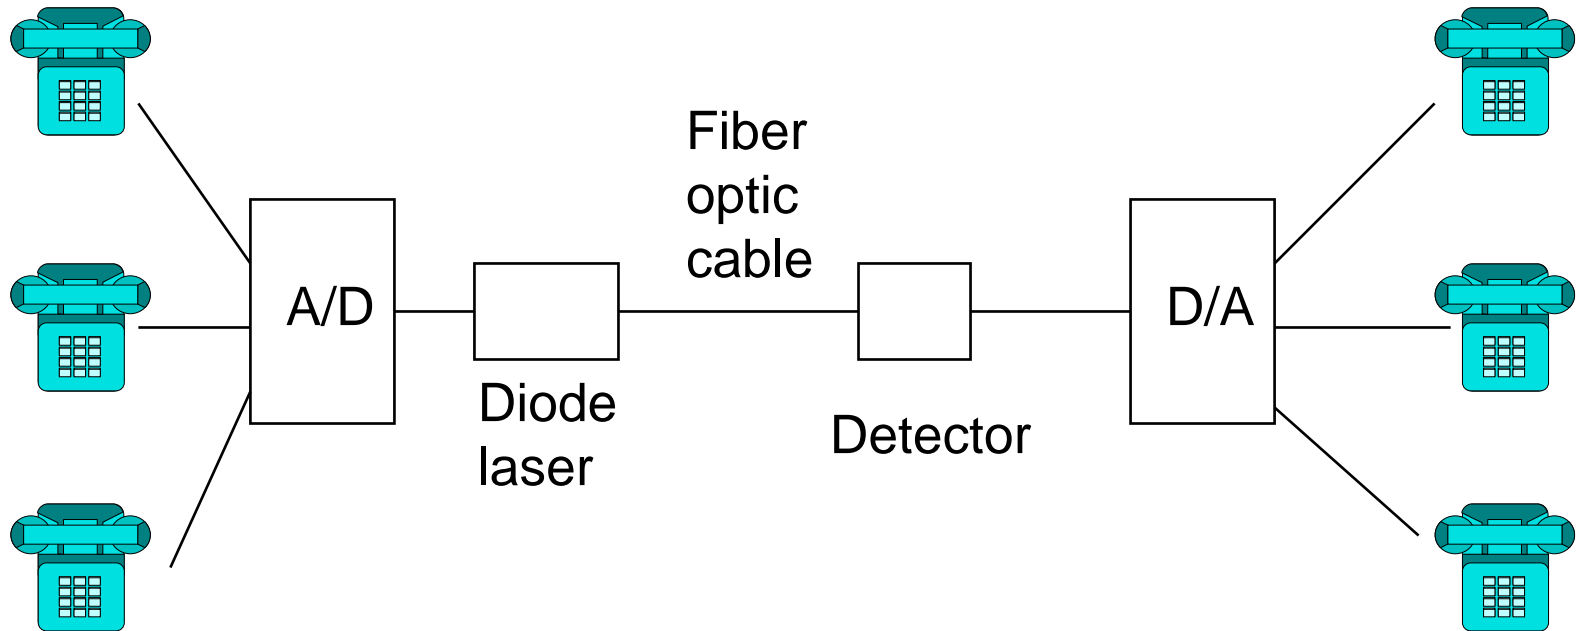 Fiber
optic
cable
A/D
D/A
Diode
laser
Detector